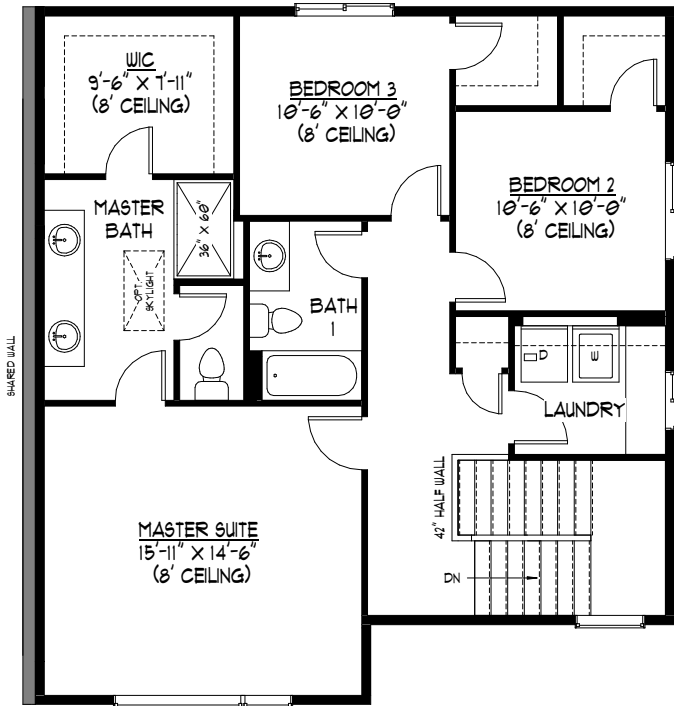 WIC
9'-6" X 7'-11"
(8' CEILING)
BEDROOM 3
10'-6" X 10'-0"
(8' CEILING)
BEDROOM 2
10'-6" X 10'-0"
(8' CEILING)
MASTER
BATH
36" X 60"
OPT.
SKYLIGHT
BATH
1
D
W
LAUNDRY
SHARED WALL
42" HALF WALL
MASTER SUITE
15'-11" X 14'-6"
(8' CEILING)
DN